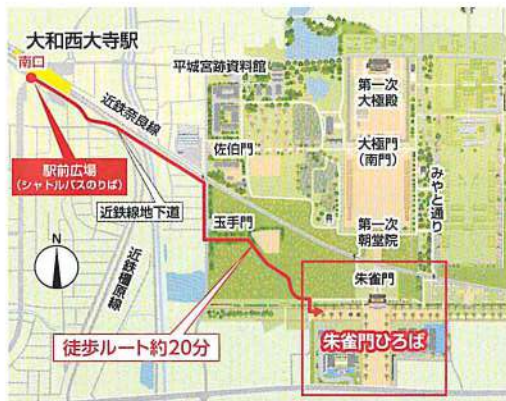 大和西大寺駅
南口
近鉄奈良線
平城宮跡資料館
第一次
大極殿
佐伯門
大極門
(南門)
みやと通り
駅前広場
(シャトルバスのりば)
近鉄線地下道
近鉄橿原線
玉手門
第一次
朝堂院
N
朱雀門
徒歩ルート約20分
朱雀門ひろば